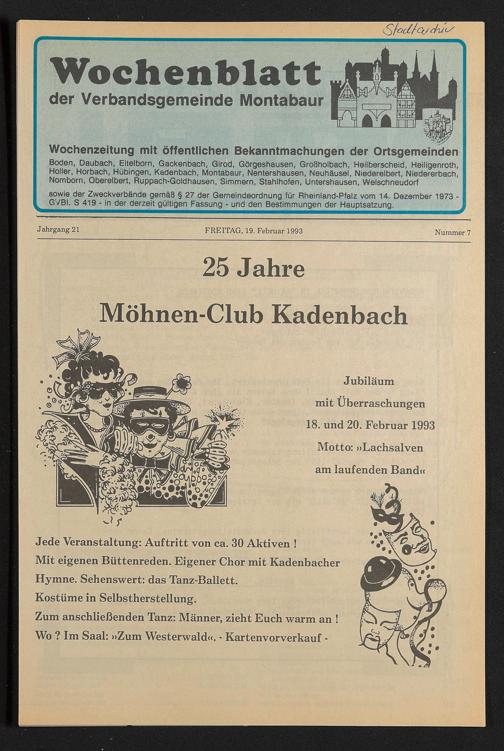 Stadtarchiv
Wochenblatt
der Verbandsgemeinde Montabaur
Wochenzeitung mit öffentlichen Bekanntmachungen der Ortsgemeinden
Boden, Daubach, Eitelborn, Gackenbach, Girod, Görgeshausen, Großholbach, Heilberscheid, Heiligenroth,
Holler, Horbach, Hübingen, Kadenbach, Montabaur, Nentershausen, Neuhäusel, Niederelbert, Niedererbach,
Nomborn, Oberelbert, Ruppach-Goldhausen, Simmern, Stahlhofen, Untershausen, Welschneudorf
sowie der Zweckverbände gemäß § 27 der Gemeindeordnung für Rheinland-Pfalz vom 14. Dezember 1973 -
GVBl. S 419 - in der derzeit gültigen Fassung - und den Bestimmungen der Hauptsatzung.
Jahrgang 21 FREITAG, 19. Februar 1993 Nummer 7
25 Jahre
Möhnen-Club Kadenbach
Jubiläum
mit Überraschungen
18. und 20. Februar 1993
Motto: »Lachsalven
am laufenden Band«
Jede Veranstaltung: Auftritt von ca. 30 Aktiven !
Mit eigenen Büttenreden. Eigener Chor mit Kadenbacher
Hymne. Sehenswert: das Tanz-Ballett.
Kostüme in Selbstherstellung.
Zum anschließenden Tanz: Männer, zieht Euch warm an !
Wo ? Im Saal: »Zum Westerwald«. - Kartenvorverkauf -